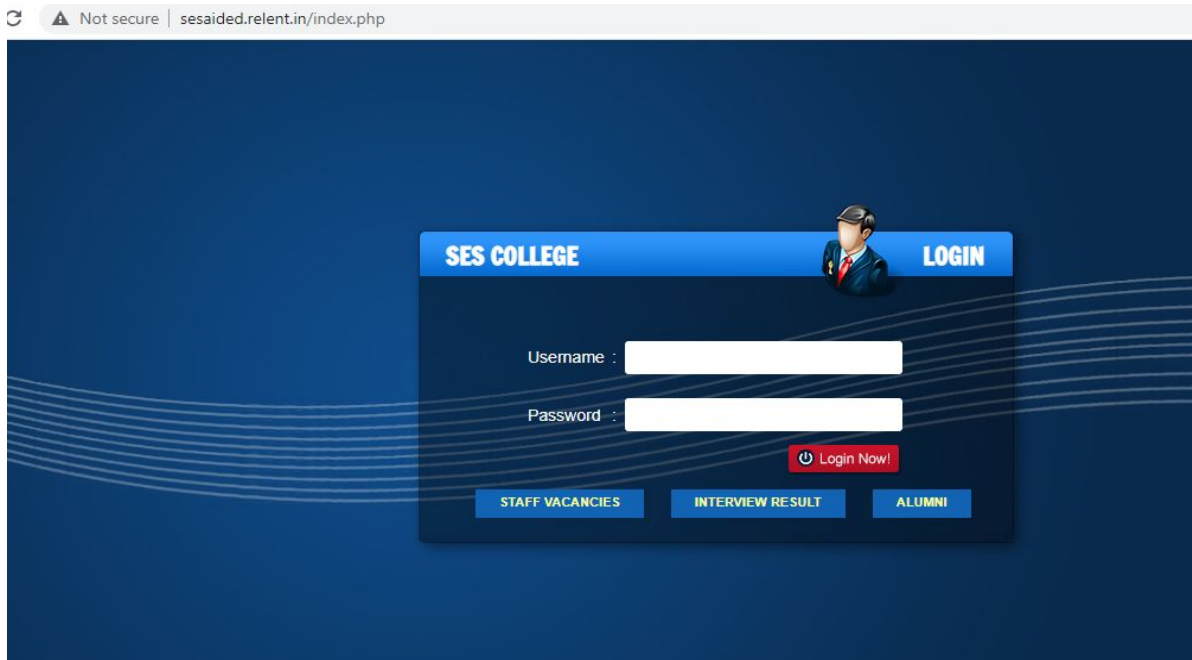 Not secure | sesaided.relent.in/index.php
SES COLLEGE LOGIN
Username :
Password :
Login Now!
STAFF VACANCIES INTERVIEW RESULT ALUMNI